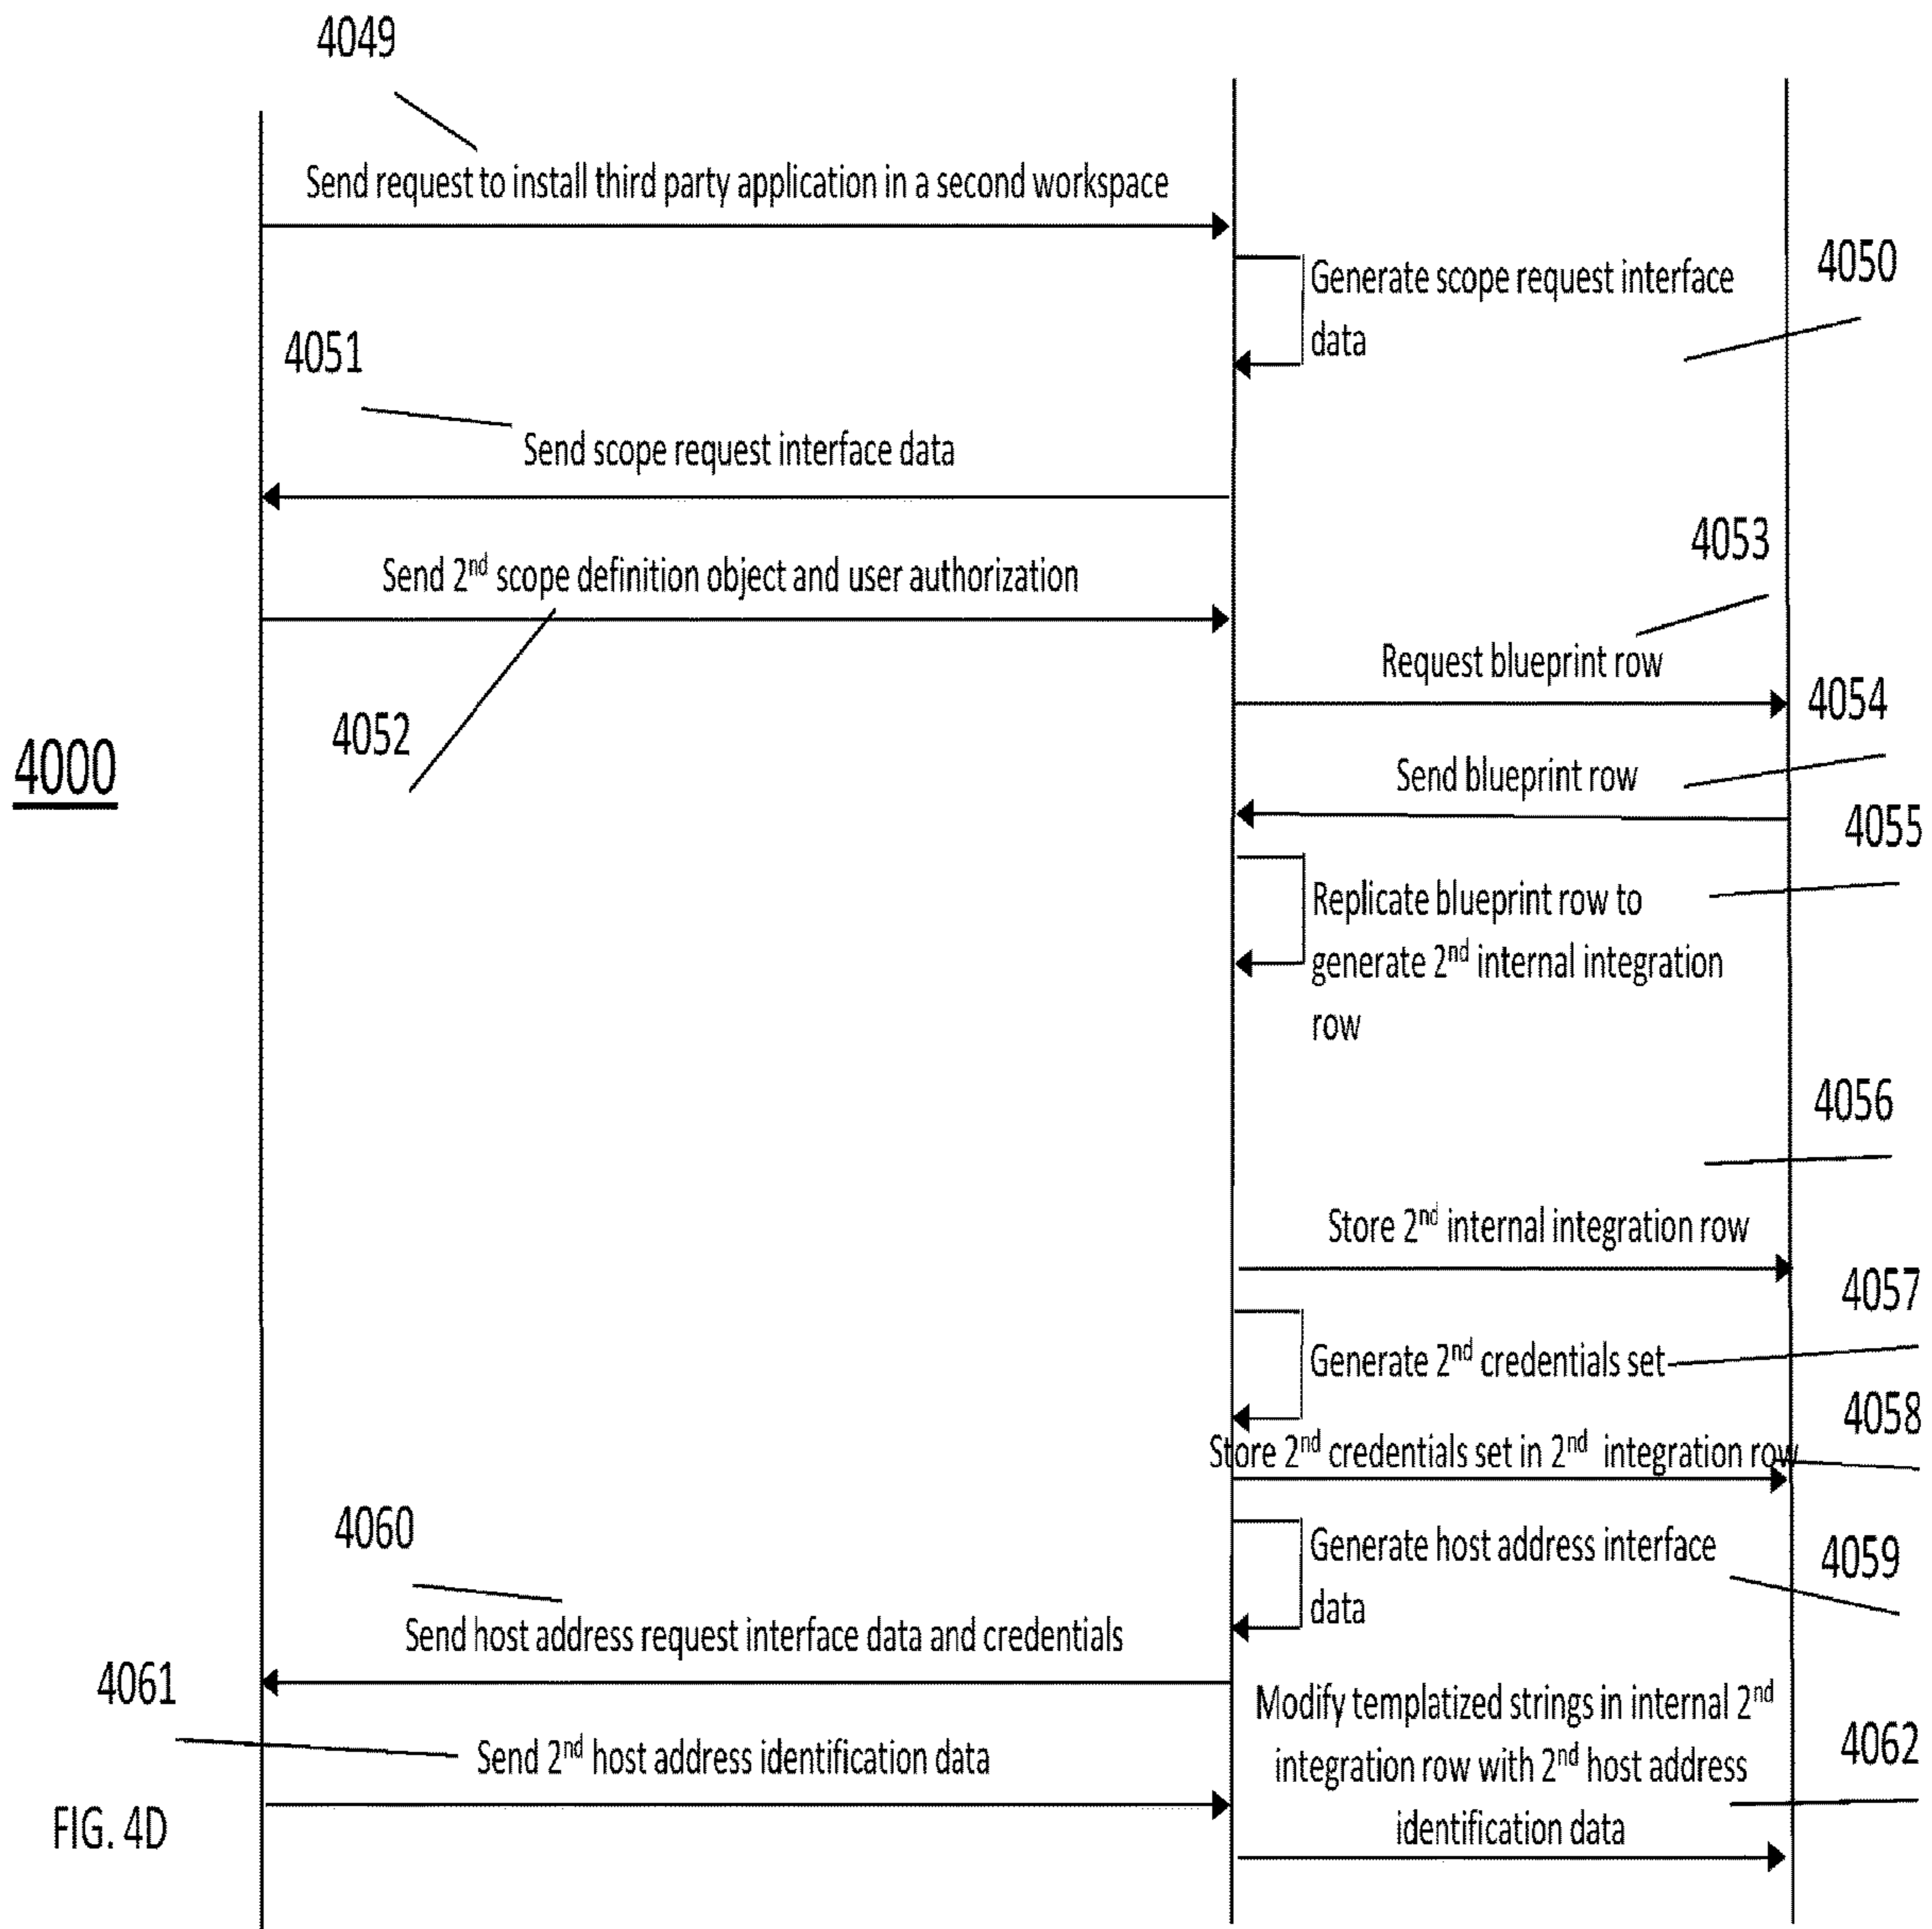 4049
Send request to install third party application in a second workspace
4050
Generate scope request interface
data
4051
Send scope request interface data
4053
Send 2nd scope definition object and user authorization
Request blueprint row
4054
4052
4000
Send blueprint row
4055
Replicate blueprint row to
generate 2nd internal integration
row
4056
Store 2nd internal integration row
4057
Generate 2nd credentials set
4058
Store 2nd credentials set in 2nd integration row
4060
Generate host address interface
data
4059
Send host address request interface data and credentials
4061
Modify templatized strings in internal 2nd
integration row with 2nd host address
identification data
4062
Send 2nd host address identification data
FIG. 4D